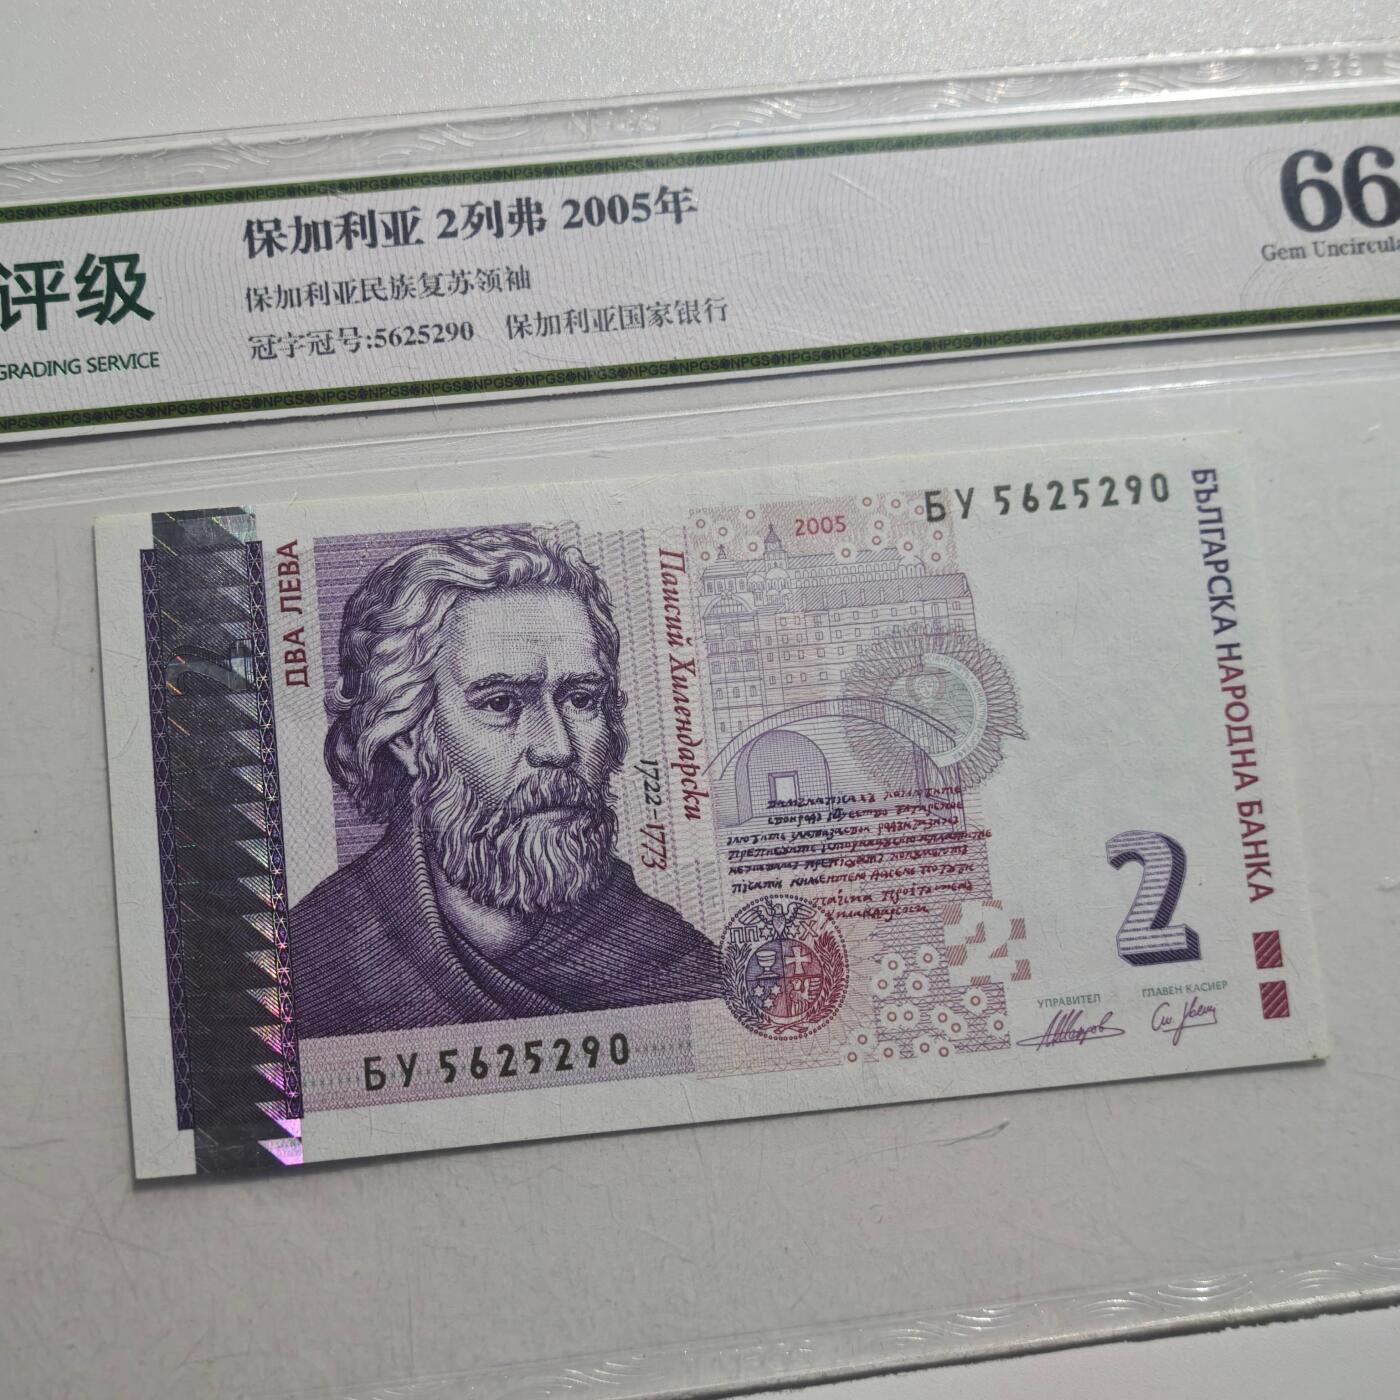 评级
GRADING SERVICE
保加利亚 2列弗 2005年
保加利亚民族复苏领袖
冠字冠号:5625290 保加利亚国家银行
66
Gem Uncircula
ДВА ЛЕВА
Паисий Хилендарски
1722-1773
2005
БУ 5625290
БЪЛГАРСКА НАРОДНА БАНКА
2
УПРАВИТЕЛ
ГЛАВЕН КАСИЕР
БУ 5625290